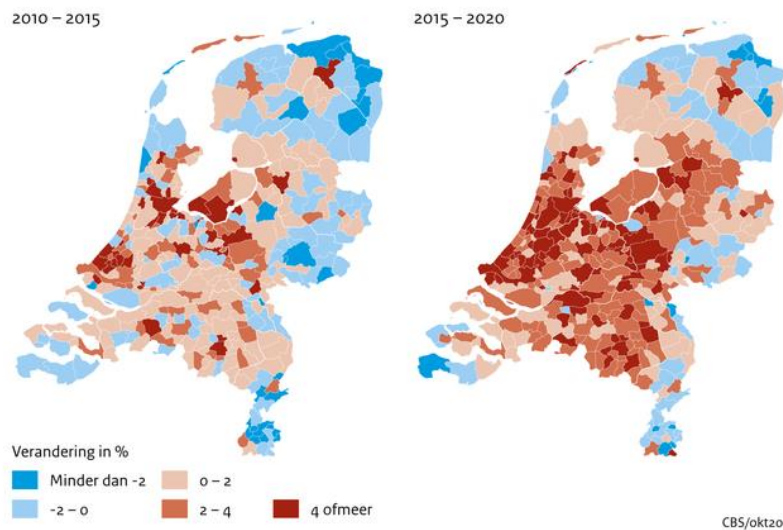 2010 – 2015
2015 – 2020
Verandering in %
Minder dan -2
0 – 2
-2 – 0
2 – 4
4 ofmeer
CBS/okt20